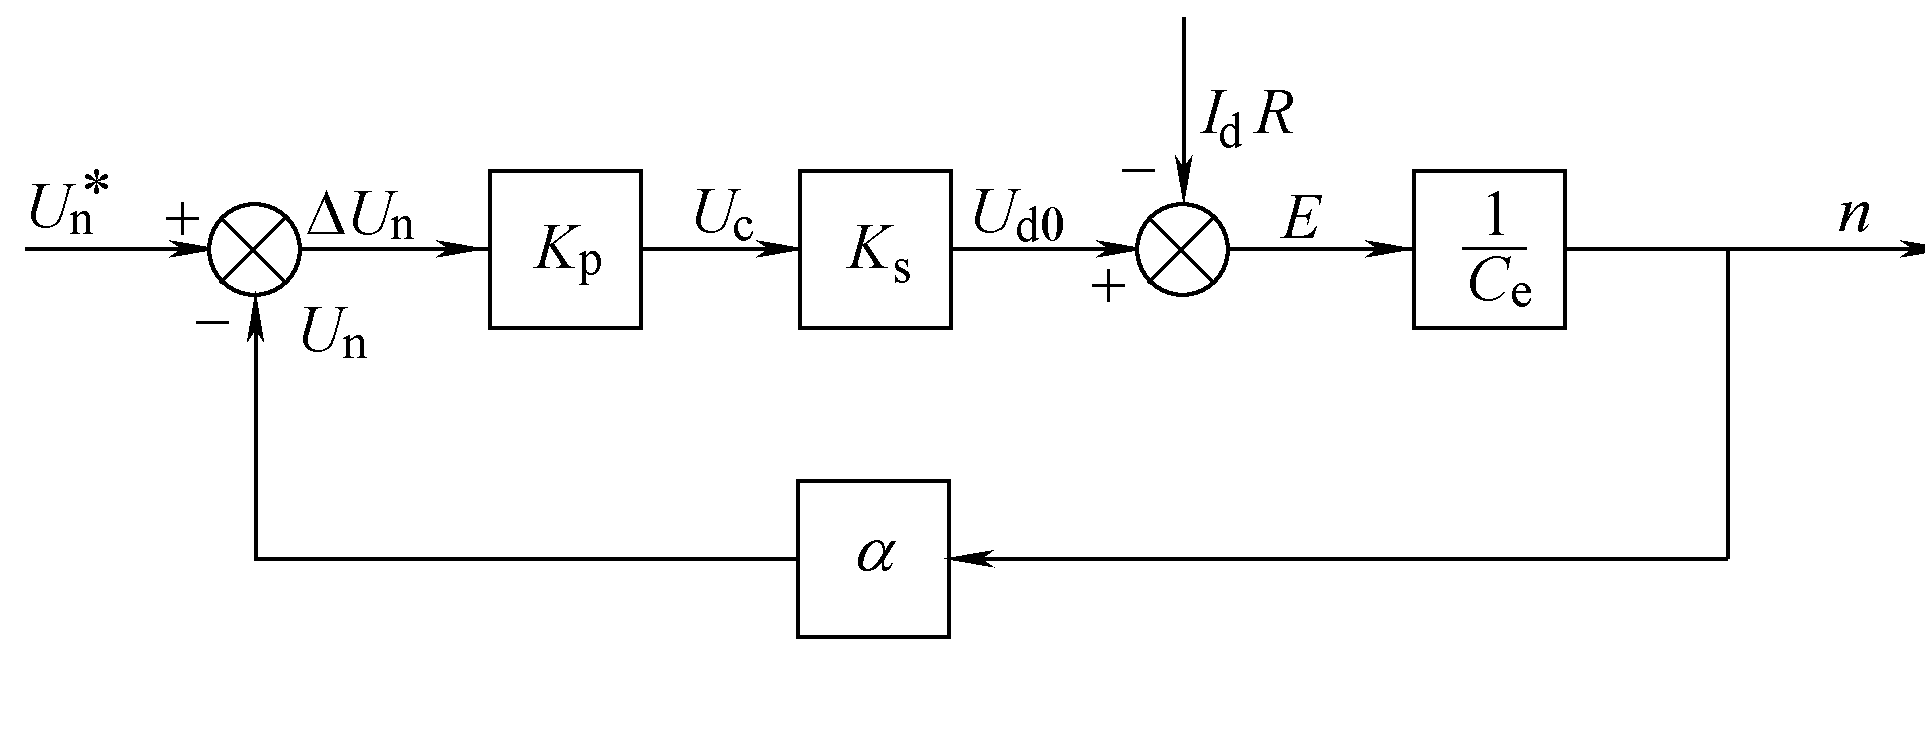 I_d R
U_n^* + ΔU_n K_p U_c K_s U_d0 + − E 1/C_e n
− U_n
α